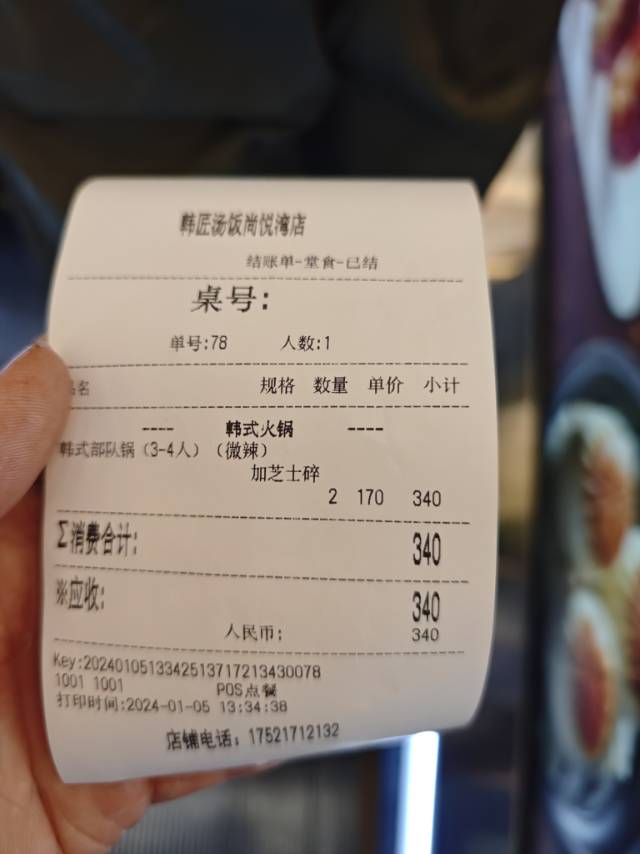 韩匠汤饭尚悦湾店
结账单-堂食-已结
桌号:
单号:78 人数:1
名 规格 数量 单价 小计
---- 韩式火锅 ----
韩式部队锅（3-4人）（微辣）
加芝士碎
2 170 340
Σ消费合计: 340
※应收: 340
人民币: 340
Key:2024010513342513717213430078
1001 1001 POS点餐
打印时间:2024-01-05 13:34:38
店铺电话: 17521712132